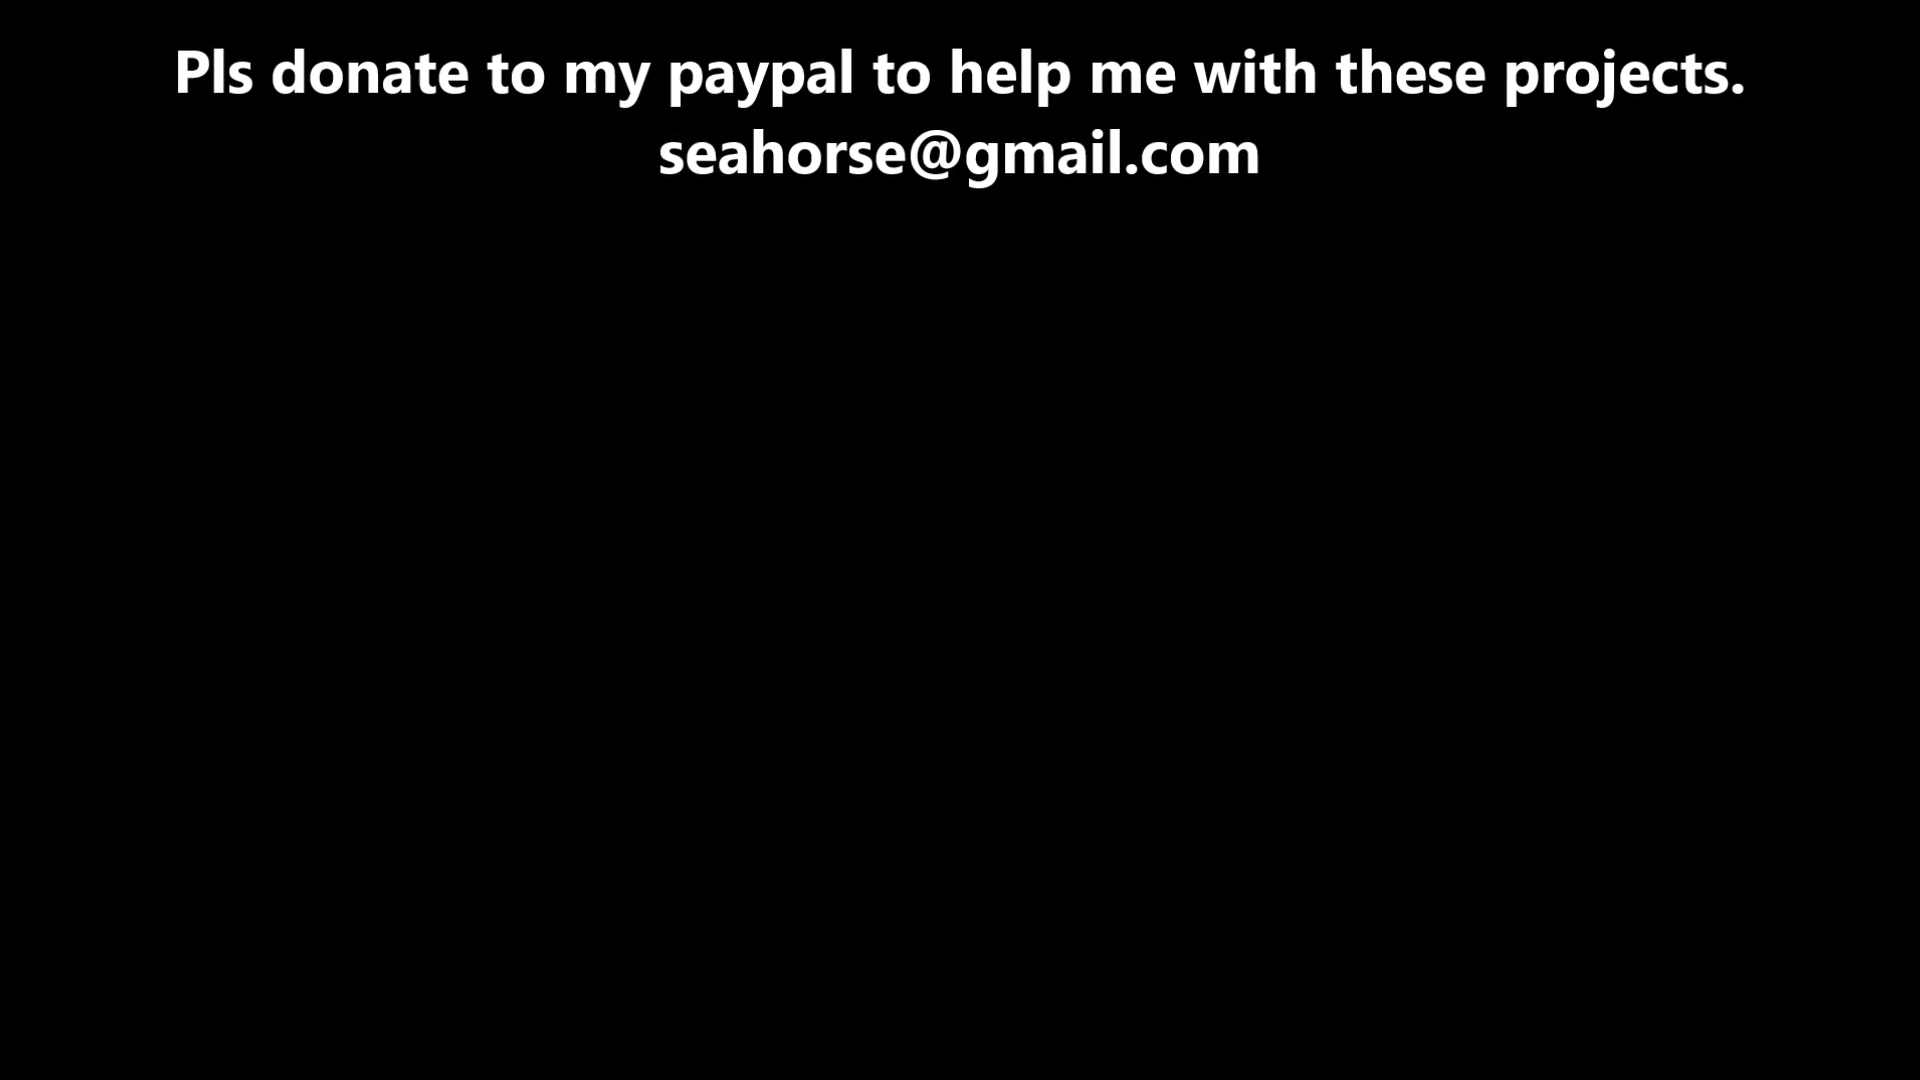 Pls donate to my paypal to help me with these projects.
seahorse@gmail.com